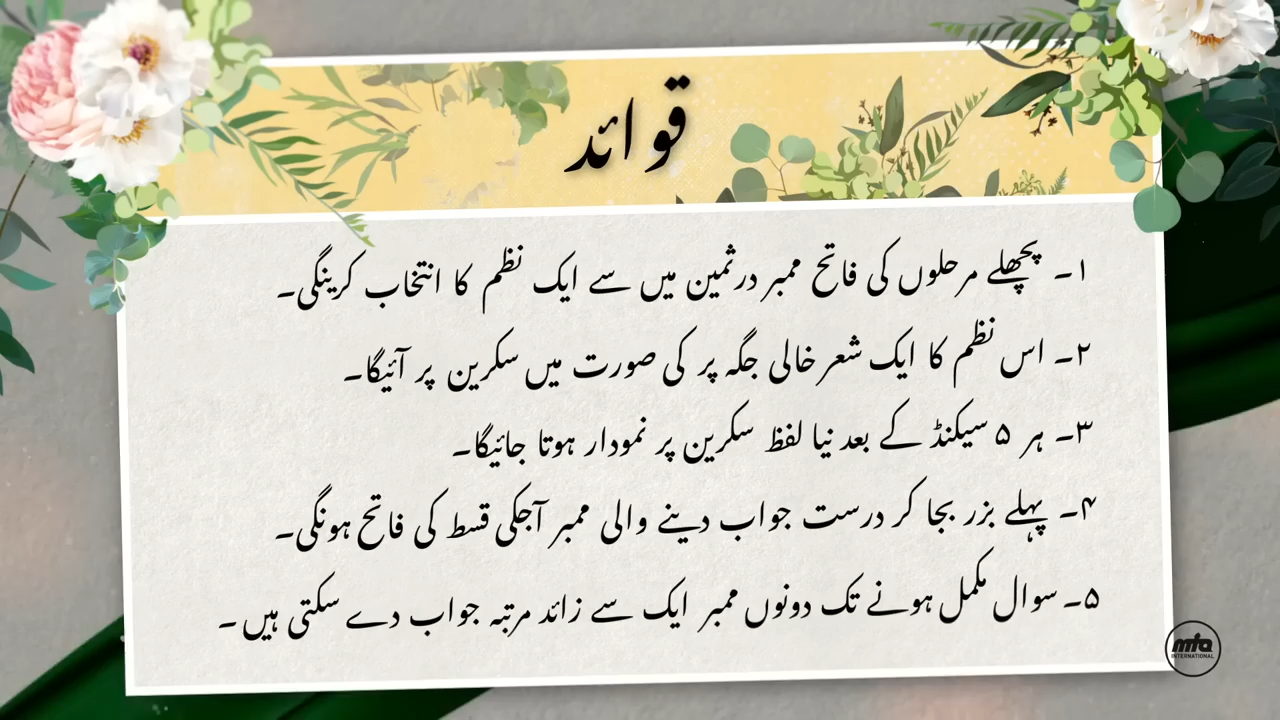 قوائد
۱۔ پچھلے مرحلوں کی فاتح ممبر درثمین میں سے ایک نظم کا انتخاب کرینگی۔
۲۔ اس نظم کا ایک شعر خالی جگہ پر کی صورت میں سکرین پر آئیگا۔
۳۔ ہر ۵ سیکنڈ کے بعد نیا لفظ سکرین پر نمودار ہوتا جائیگا۔
۴۔ پہلے بزر بجا کر درست جواب دینے والی ممبر آجکی قسط کی فاتح ہونگی۔
۵۔ سوال مکمل ہونے تک دونوں ممبر ایک سے زائد مرتبہ جواب دے سکتی ہیں۔
mta
INTERNATIONAL